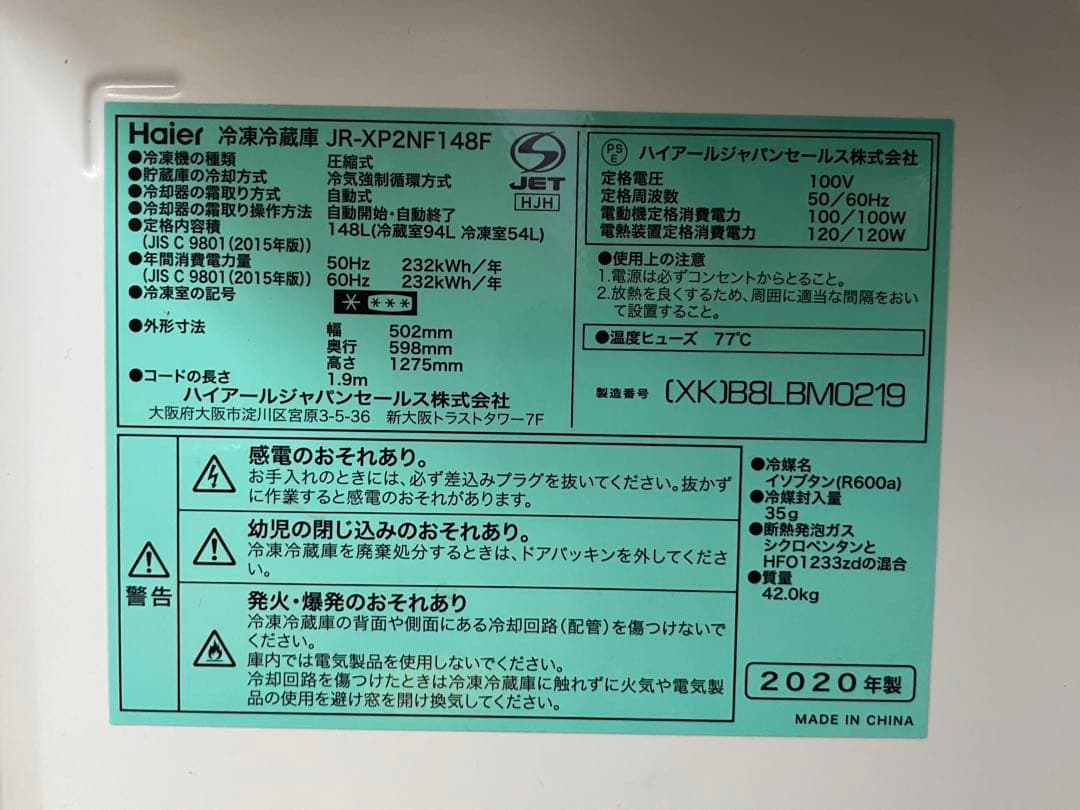 Haier 冷凍冷蔵庫 JR-XP2NF148F
●冷凍機の種類 圧縮式
●貯蔵庫の冷却方式 冷気強制循環方式
●冷却器の霜取り方式 自動式
●冷却器の霜取り操作方法 自動開始・自動終了
●定格内容積 148L(冷蔵室94L 冷凍室54L)
(JIS C 9801(2015年版))
●年間消費電力量 50Hz 232kWh/年
(JIS C 9801(2015年版)) 60Hz 232kWh/年
●冷凍室の記号 * ***
●外形寸法 幅 502mm
奥行 598mm
高さ 1275mm
●コードの長さ 1.9m
ハイアールジャパンセールス株式会社
大阪府大阪市淀川区宮原3-5-36 新大阪トラストタワー7F
JET
HJH
PSE ハイアールジャパンセールス株式会社
定格電圧 100V
定格周波数 50/60Hz
電動機定格消費電力 100/100W
電熱装置定格消費電力 120/120W
●使用上の注意
1.電源は必ずコンセントからとること。
2.放熱を良くするため、周囲に適当な間隔をおい
て設置すること。
●温度ヒューズ 77℃
製造番号 (XK)B8LBM0219
警告
感電のおそれあり。
お手入れのときには、必ず差込みプラグを抜いてください。抜かず
に作業すると感電のおそれがあります。
幼児の閉じ込みのおそれあり。
冷凍冷蔵庫を廃棄処分するときは、ドアパッキンを外してくださ
い。
発火・爆発のおそれあり
冷凍冷蔵庫の背面や側面にある冷却回路(配管)を傷つけないで
ください。
庫内では電気製品を使用しないでください。
冷却回路を傷つけたときは冷凍冷蔵庫に触れずに火気や電気製
品の使用を避け窓を開け換気してください。
●冷媒名
イソブタン(R600a)
●冷媒封入量
35g
●断熱発泡ガス
シクロペンタンと
HFO1233zdの混合
●質量
42.0kg
2020年製
MADE IN CHINA